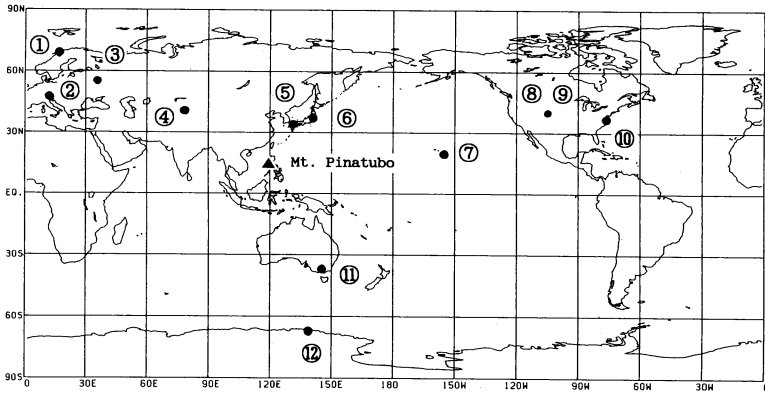 90N
① ③
60N
② ⑤ ⑧ ⑨
④ ⑥
30N ⑩
⑦
Mt. Pinatubo
EQ.
30S
⑪
60S
⑫
90S
0 30E 60E 90E 120E 150E 180 150W 120W 90W 60W 30W